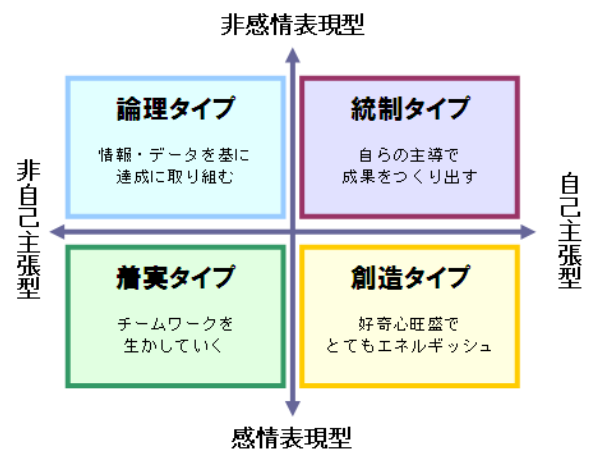 非感情表現型
論理タイプ
情報・データを基に
達成に取り組む
統制タイプ
自らの主導で
成果をつくり出す
非自己主張型
自己主張型
着実タイプ
チームワークを
生かしていく
創造タイプ
好奇心旺盛で
とてもエネルギッシュ
感情表現型